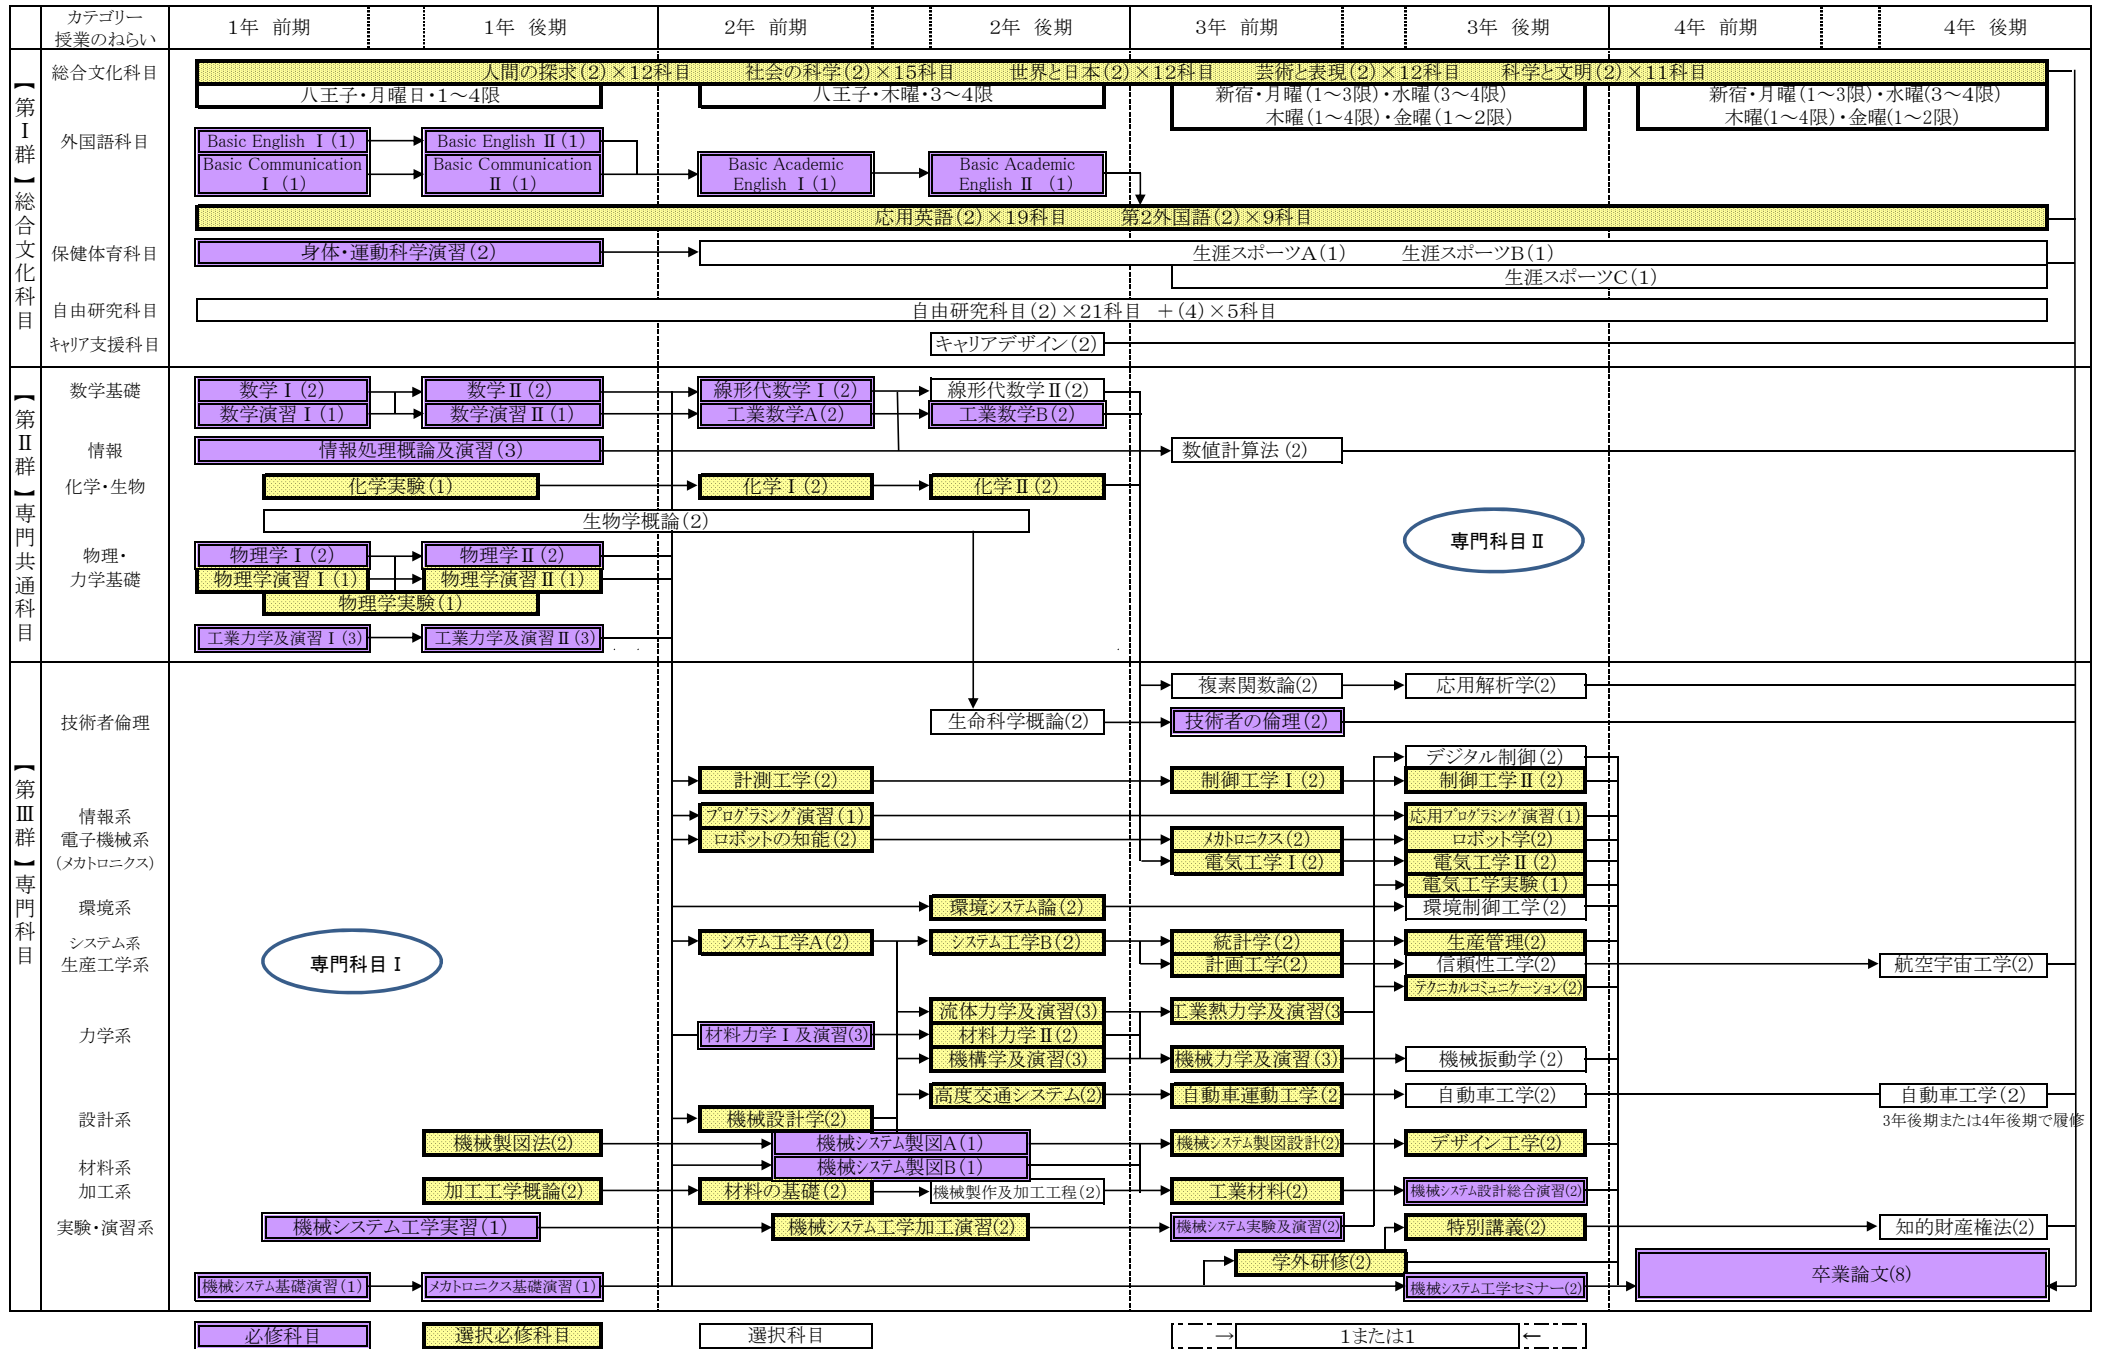 カテゴリー
授業のねらい
1年 前期
1年 後期
2年 前期
2年 後期
3年 前期
3年 後期
4年 前期
4年 後期
【第Ⅰ群】総合文化科目
総合文化科目
人間の探求(2)×12科目 社会の科学(2)×15科目 世界と日本(2)×12科目 芸術と表現(2)×12科目 科学と文明(2)×11科目
八王子・月曜日・1～4限
八王子・木曜・3～4限
新宿・月曜(1～3限)・水曜(3～4限)
木曜(1～4限)・金曜(1～2限)
新宿・月曜(1～3限)・水曜(3～4限)
木曜(1～4限)・金曜(1～2限)
外国語科目
Basic English Ⅰ(1)
Basic English Ⅱ(1)
Basic Communication
Ⅰ (1)
Basic Communication
Ⅱ (1)
Basic Academic
English Ⅰ(1)
Basic Academic
English Ⅱ (1)
応用英語(2)×19科目 第2外国語(2)×9科目
保健体育科目
身体・運動科学演習(2)
生涯スポーツA(1) 生涯スポーツB(1)
生涯スポーツC(1)
自由研究科目
自由研究科目(2)×21科目 +(4)×5科目
キャリア支援科目
キャリアデザイン(2)
【第Ⅱ群】専門共通科目
数学基礎
数学Ⅰ(2)
数学Ⅱ(2)
線形代数学Ⅰ(2)
線形代数学Ⅱ(2)
数学演習Ⅰ(1)
数学演習Ⅱ(1)
工業数学A(2)
工業数学B(2)
情報
情報処理概論及演習(3)
数値計算法(2)
化学・生物
化学実験(1)
化学Ⅰ(2)
化学Ⅱ(2)
生物学概論(2)
専門科目Ⅱ
物理・
力学基礎
物理学Ⅰ(2)
物理学Ⅱ(2)
物理学演習Ⅰ(1)
物理学演習Ⅱ(1)
物理学実験(1)
工業力学及演習Ⅰ(3)
工業力学及演習Ⅱ(3)
【第Ⅲ群】専門科目
複素関数論(2)
応用解析学(2)
技術者倫理
生命科学概論(2)
技術者の倫理(2)
デジタル制御(2)
計測工学(2)
制御工学Ⅰ(2)
制御工学Ⅱ(2)
情報系
プログラミング演習(1)
応用プログラミング演習(1)
電子機械系
ロボットの知能(2)
メカトロニクス(2)
ロボット学(2)
(メカトロニクス)
電気工学Ⅰ(2)
電気工学Ⅱ(2)
電気工学実験(1)
環境系
環境システム論(2)
環境制御工学(2)
システム系
システム工学A(2)
システム工学B(2)
統計学(2)
生産管理(2)
生産工学系
専門科目Ⅰ
計画工学(2)
信頼性工学(2)
航空宇宙工学(2)
テクニカルコミュニケーション(2)
流体力学及演習(3)
工業熱力学及演習(3
力学系
材料力学Ⅰ及演習(3)
材料力学Ⅱ(2)
機構学及演習(3)
機械力学及演習(3)
機械振動学(2)
高度交通システム(2)
自動車運動工学(2
自動車工学(2)
自動車工学(2)
設計系
機械設計学(2)
3年後期または4年後期で履修
機械製図法(2)
機械システム製図A(1)
機械システム製図設計(2)
デザイン工学(2)
材料系
機械システム製図B(1)
加工系
加工工学概論(2)
材料の基礎(2)
機械製作及加工工程(2)
工業材料(2)
機械システム設計総合演習(2)
実験・演習系
機械システム工学実習(1)
機械システム工学加工演習(2)
機械システム実験及演習(2)
特別講義(2)
知的財産権法(2)
学外研修(2)
機械システム基礎演習(1)
メカトロニクス基礎演習(1)
機械システム工学セミナー(2)
卒業論文(8)
必修科目
選択必修科目
選択科目
→
1または1
←